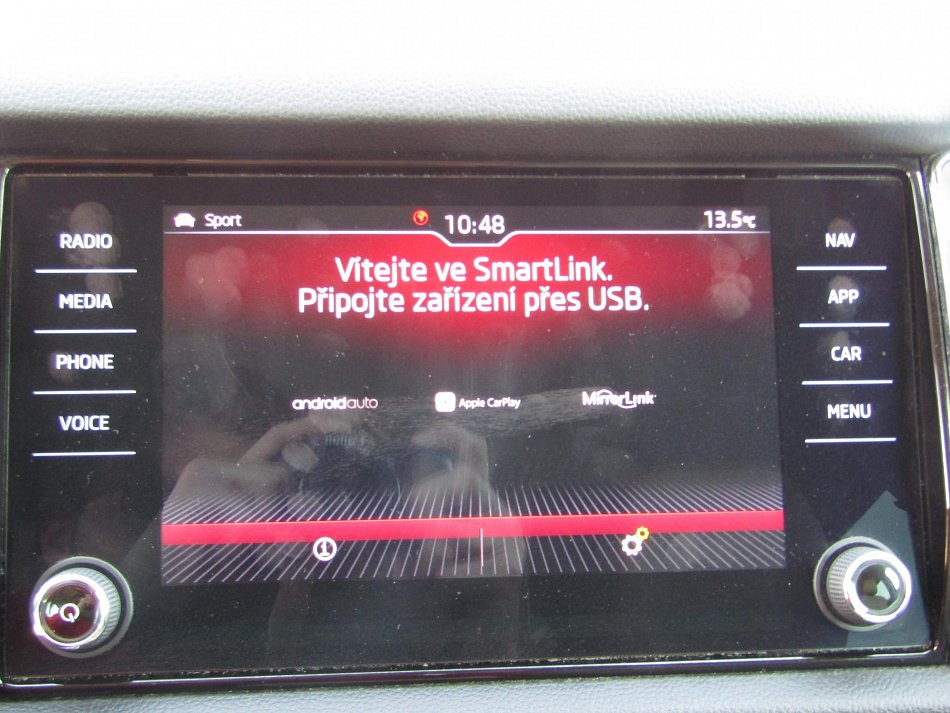 Sport
10:48
13.5°C
RADIO
MEDIA
PHONE
VOICE
Vítejte ve SmartLink.
Připojte zařízení přes USB.
androidauto
Apple CarPlay
MirrorLink
NAV
APP
CAR
MENU